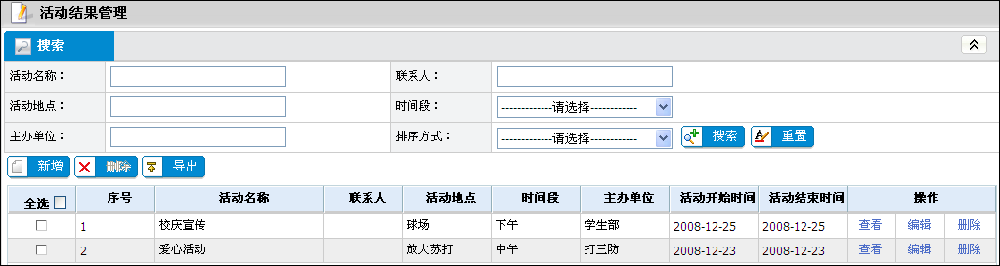 活动结果管理
搜索
活动名称： 联系人：
活动地点： 时间段： -------------请选择------------
主办单位： 排序方式： -------------请选择------------ 搜索 重置
新增 删除 导出
全选 序号 活动名称 联系人 活动地点 时间段 主办单位 活动开始时间 活动结束时间 操作
1 校庆宣传 球场 下午 学生部 2008-12-25 2008-12-25 查看 编辑 删除
2 爱心活动 放大苏打 中午 打三防 2008-12-23 2008-12-23 查看 编辑 删除